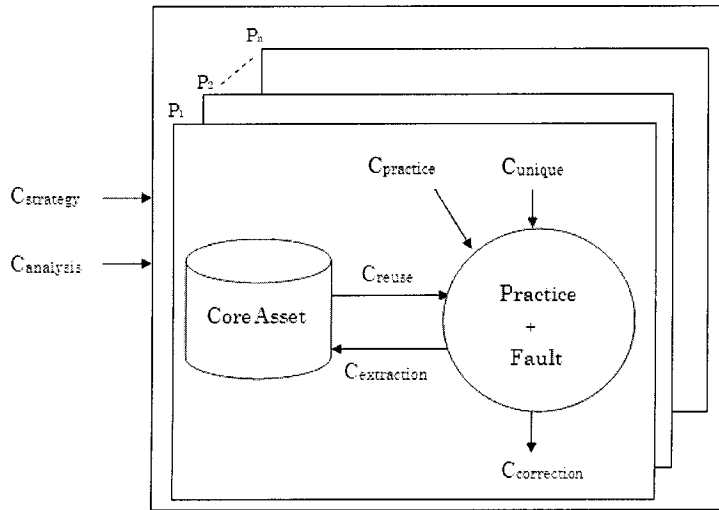 Pn
P2
P1
Cpractice
Cunique
Cstrategy
Canalysis
Creuse
Core Asset
Practice
+
Fault
Cextraction
Ccorrection